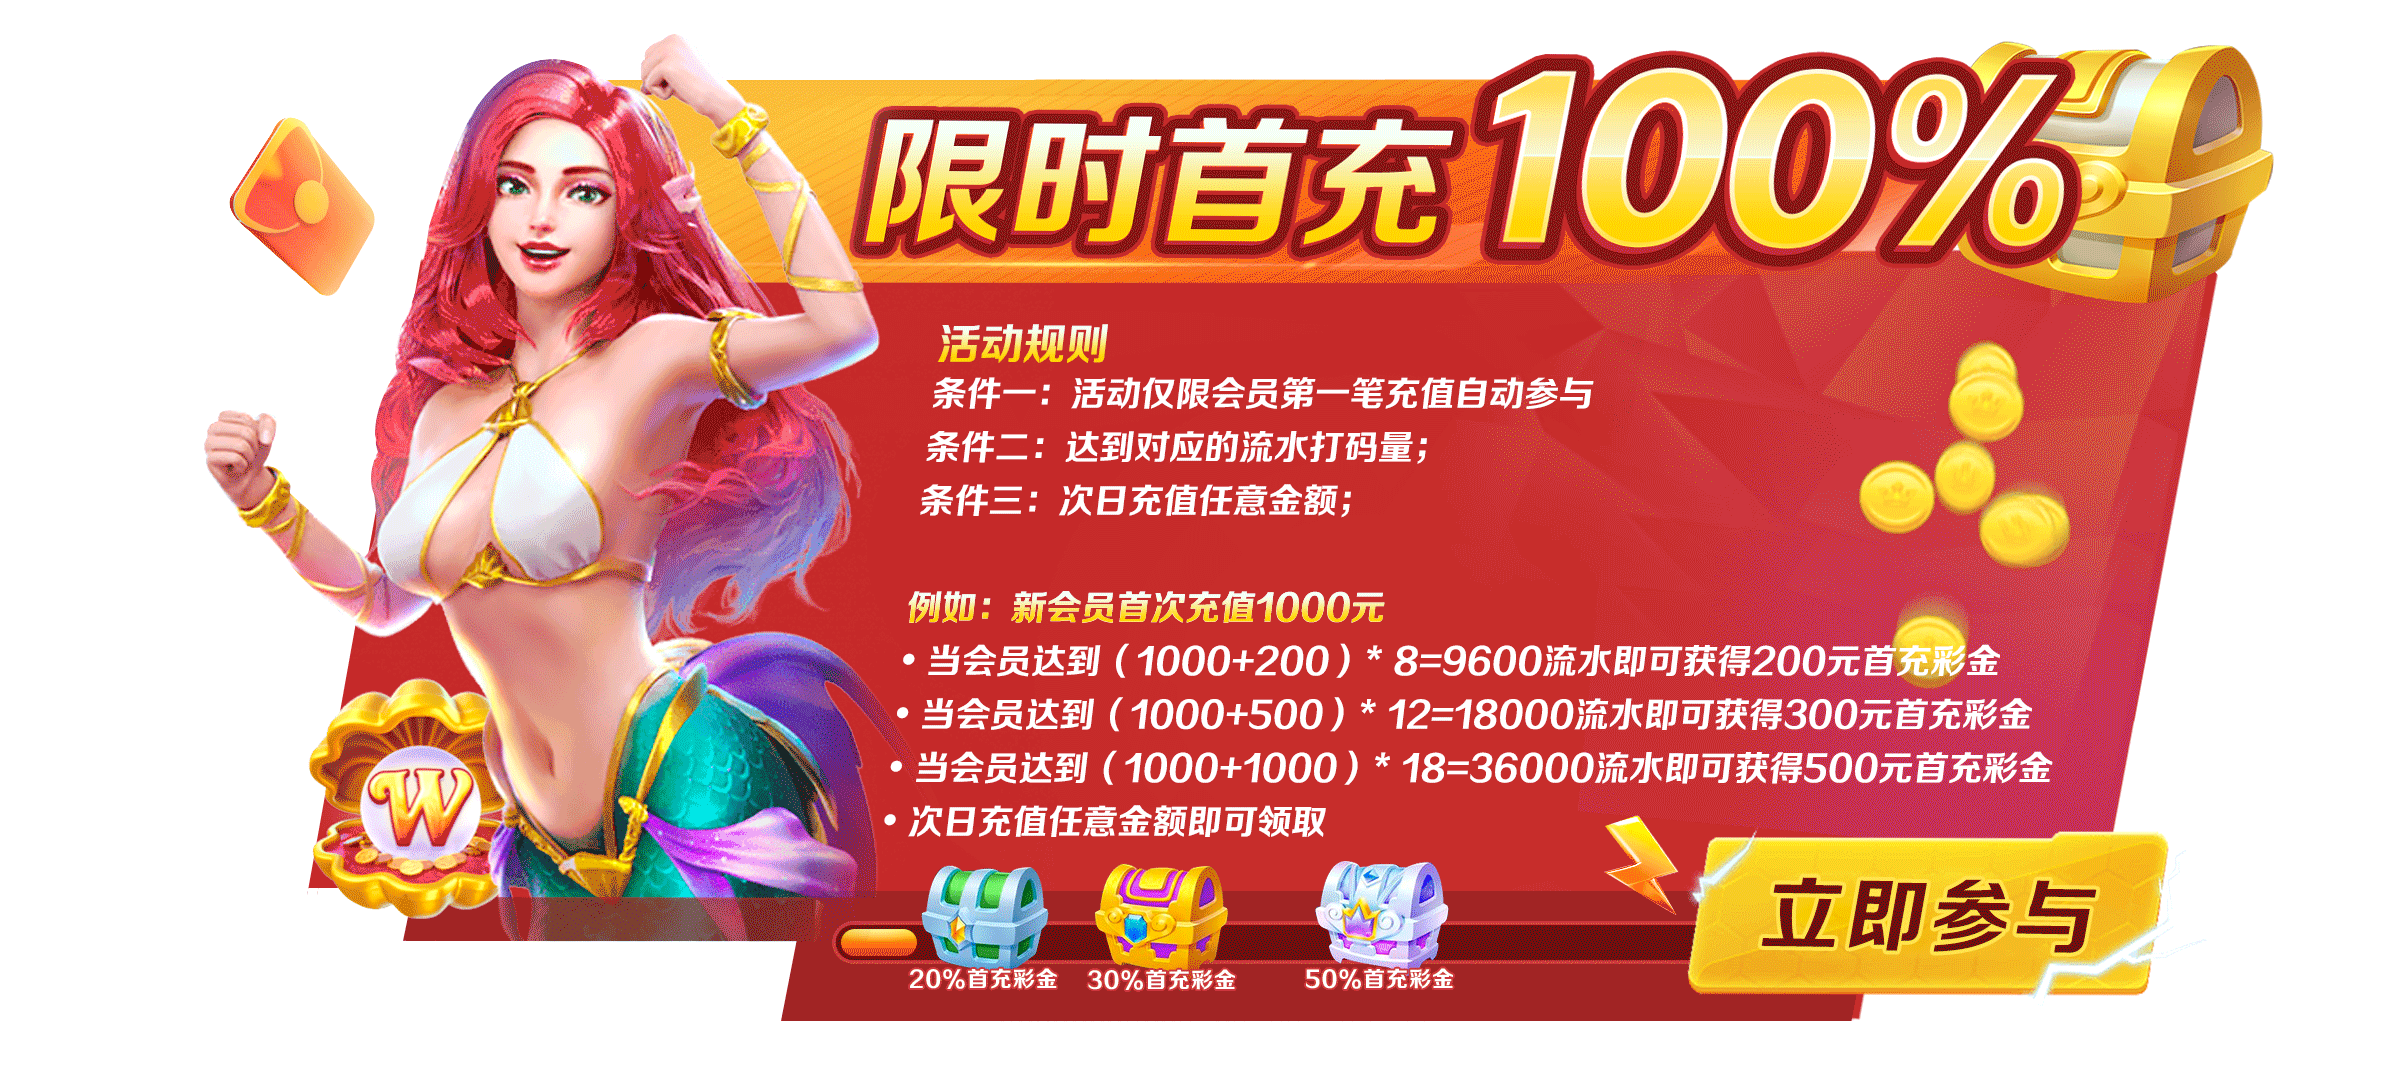 限时首充100%
活动规则
条件一：活动仅限会员第一笔充值自动参与
条件二：达到对应的流水打码量；
条件三：次日充值任意金额；
例如：新会员首次充值1000元
•当会员达到（1000+200）* 8=9600流水即可获得200元首充彩金
•当会员达到（1000+500）* 12=18000流水即可获得300元首充彩金
•当会员达到（1000+1000）* 18=36000流水即可获得500元首充彩金
•次日充值任意金额即可领取
W
20%首充彩金
30%首充彩金
50%首充彩金
立即参与